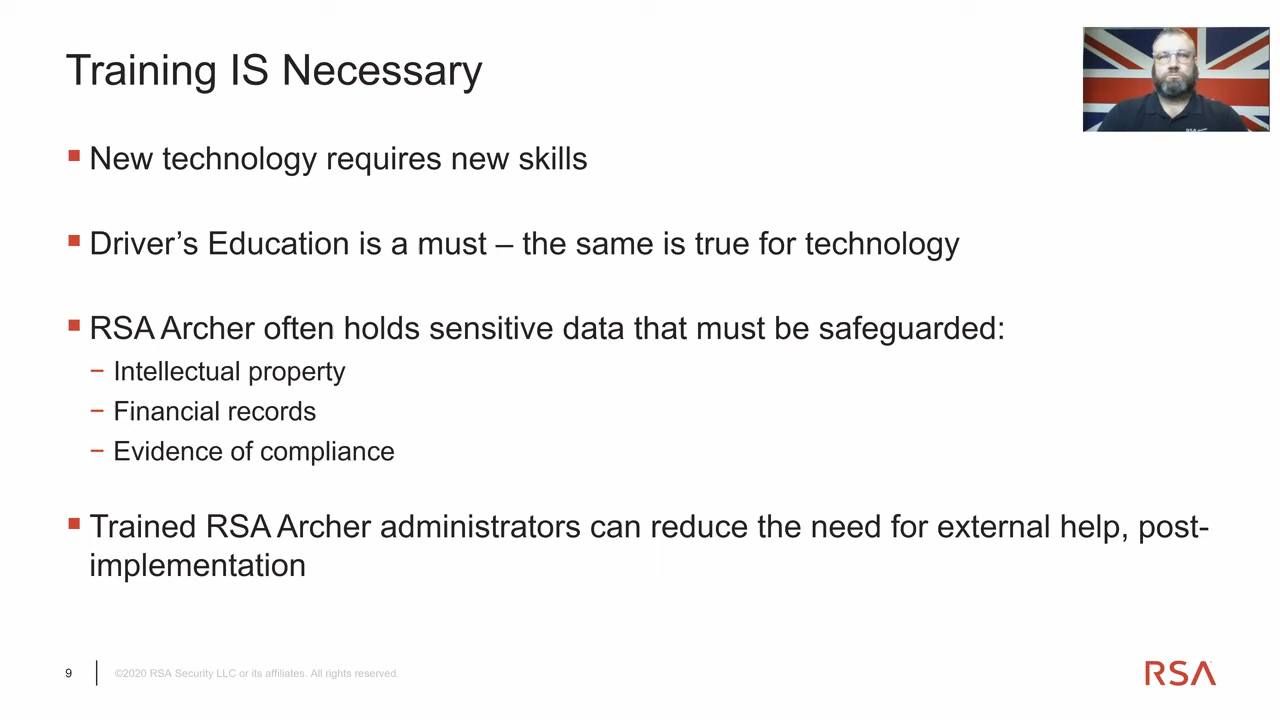 Training IS Necessary
New technology requires new skills
Driver’s Education is a must – the same is true for technology
RSA Archer often holds sensitive data that must be safeguarded:
− Intellectual property
− Financial records
− Evidence of compliance
Trained RSA Archer administrators can reduce the need for external help, post-
implementation
9
©2020 RSA Security LLC or its affiliates. All rights reserved.
RSA